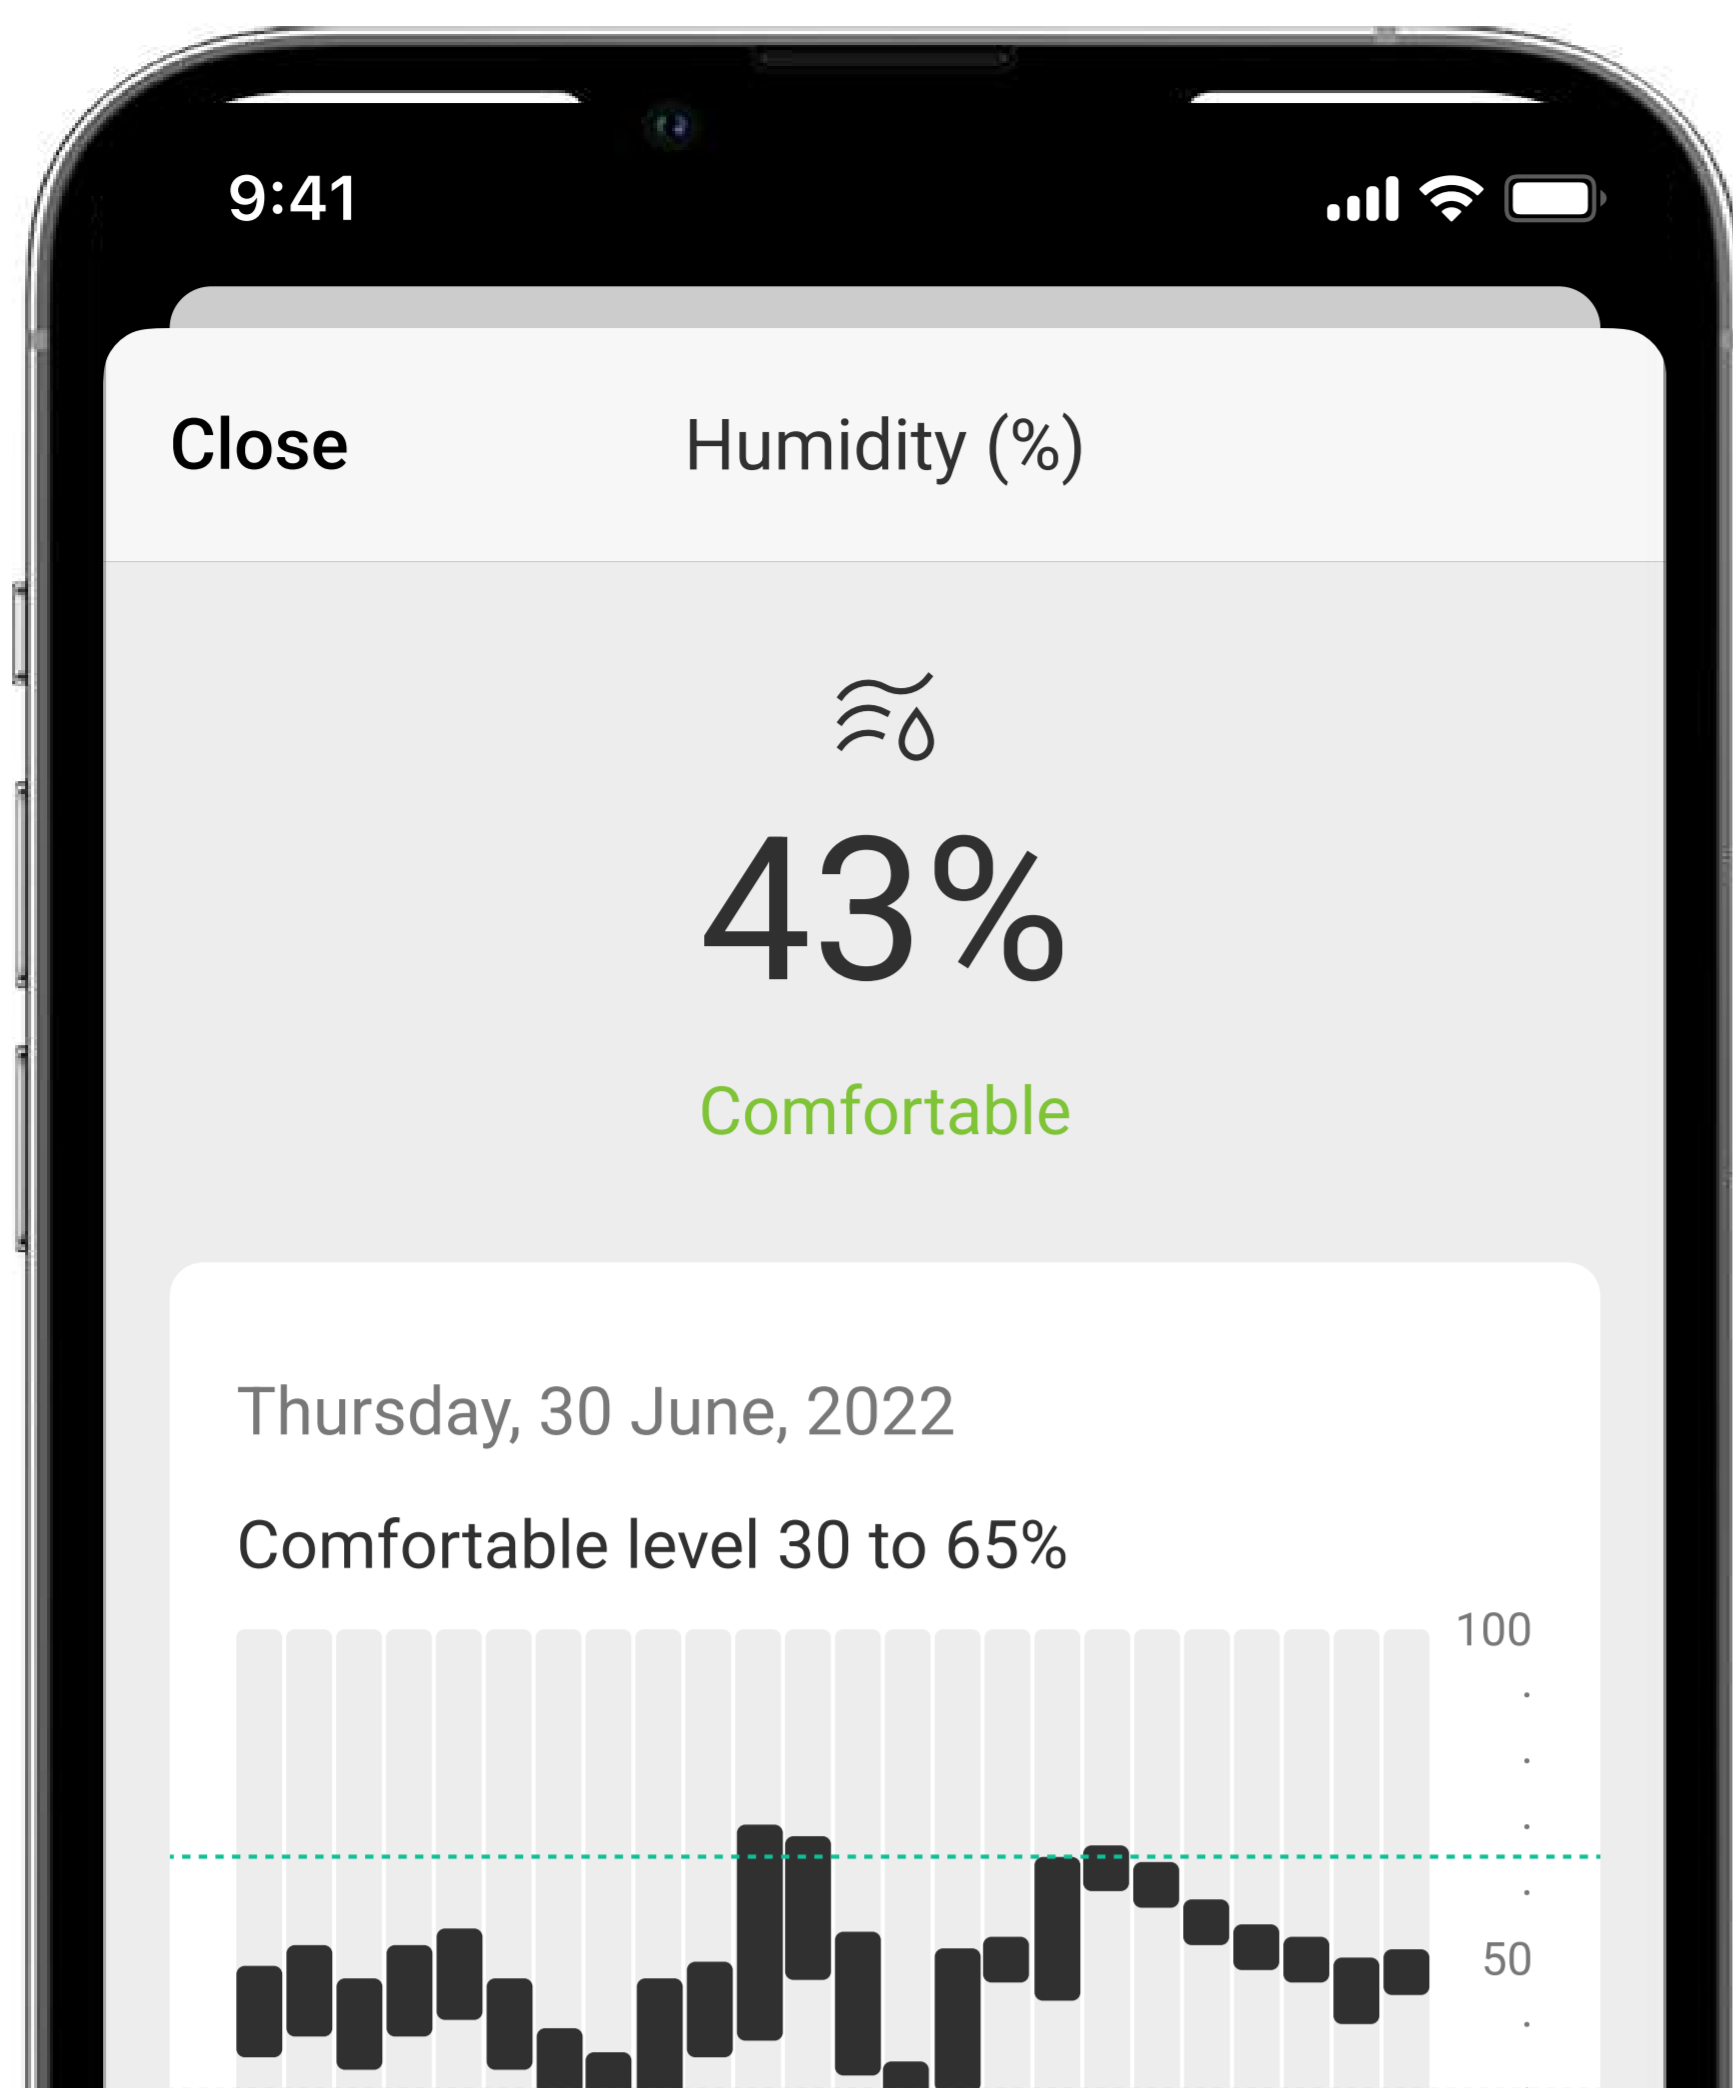 9:41
Close
Humidity (%)
43%
Comfortable
Thursday, 30 June, 2022
Comfortable level 30 to 65%
100
50